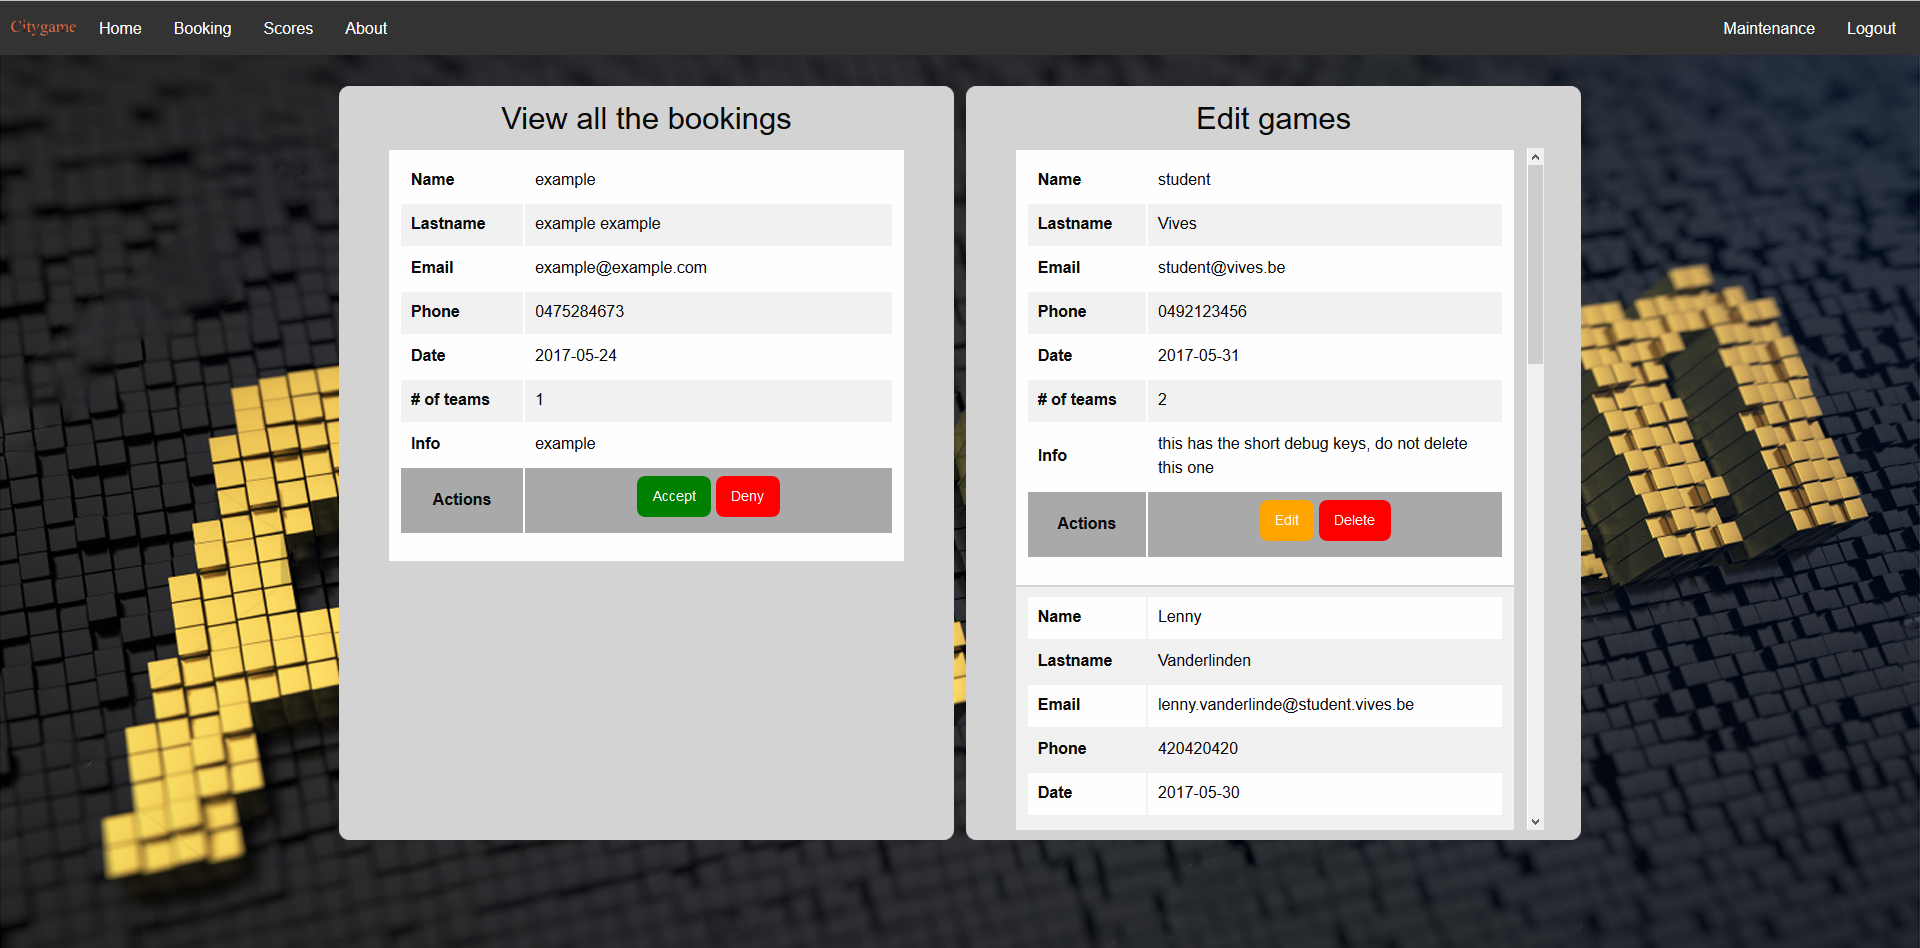 Citygame Home Booking Scores About Maintenance Logout
View all the bookings
Name example
Lastname example example
Email example@example.com
Phone 0475284673
Date 2017-05-24
# of teams 1
Info example
Actions Accept Deny
Edit games
Name student
Lastname Vives
Email student@vives.be
Phone 0492123456
Date 2017-05-31
# of teams 2
Info this has the short debug keys, do not delete
this one
Actions Edit Delete
Name Lenny
Lastname Vanderlinden
Email lenny.vanderlinde@student.vives.be
Phone 420420420
Date 2017-05-30